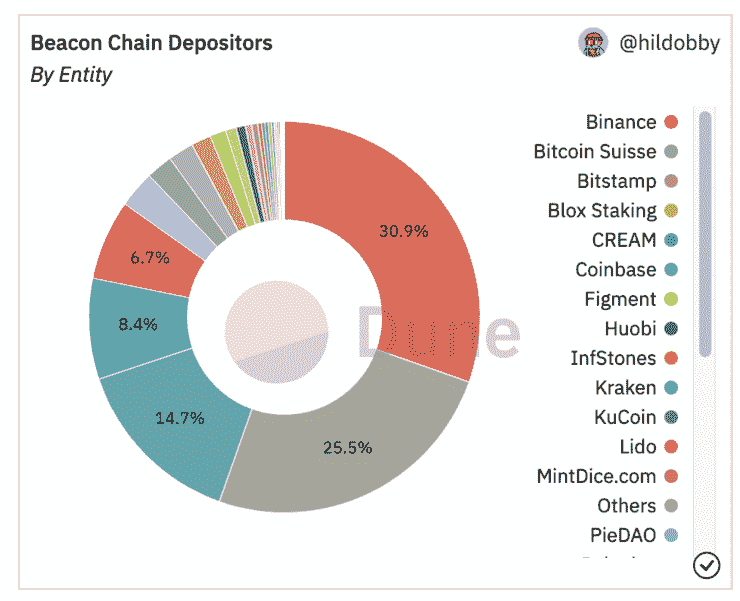 Beacon Chain Depositors
@hildobby
By Entity
Binance
Bitcoin Suisse
Bitstamp
Blox Staking
CREAM
Coinbase
Figment
Huobi
InfStones
Kraken
KuCoin
Lido
MintDice.com
Others
PieDAO
30.9%
6.7%
8.4%
14.7%
25.5%
Dune